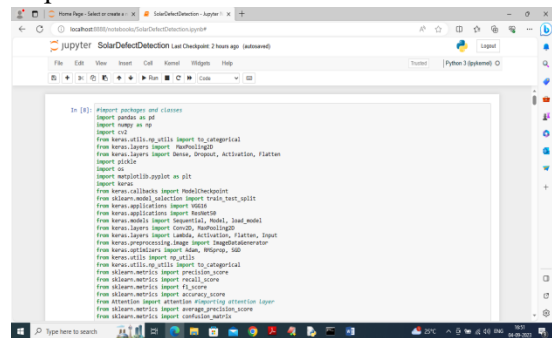 Home Page - Select or create a n
SolarDefectDetection - Jupyter N
localhost:8888/notebooks/SolarDefectDetection.ipynb#
jupyter SolarDefectDetection Last Checkpoint: 2 hours ago (autosaved)
Logout
File Edit View Insert Cell Kernel Widgets Help
Trusted
Python 3 (ipykernel)
Run
Code
In [8]: #import packages and classes
import pandas as pd
import numpy as np
import cv2
from keras.utils.np_utils import to_categorical
from keras.layers import MaxPooling2D
from keras.layers import Dense, Dropout, Activation, Flatten
import pickle
import os
import matplotlib.pyplot as plt
import keras
from keras.callbacks import ModelCheckpoint
from sklearn.model_selection import train_test_split
from keras.applications import VGG16
from keras.applications import ResNet50
from keras.models import Sequential, Model, load_model
from keras.layers import Conv2D, MaxPooling2D
from keras.layers import Lambda, Activation, Flatten, Input
from keras.preprocessing.image import ImageDataGenerator
from keras.optimizers import Adam, RMSprop, SGD
from keras.utils import np_utils
from keras.utils.np_utils import to_categorical
from sklearn.metrics import precision_score
from sklearn.metrics import recall_score
from sklearn.metrics import f1_score
from sklearn.metrics import accuracy_score
from Attention import attention #importing attention layer
from sklearn.metrics import average_precision_score
from sklearn.metrics import confusion_matrix
Type here to search
25°C
ENG
16:51
04-09-2023